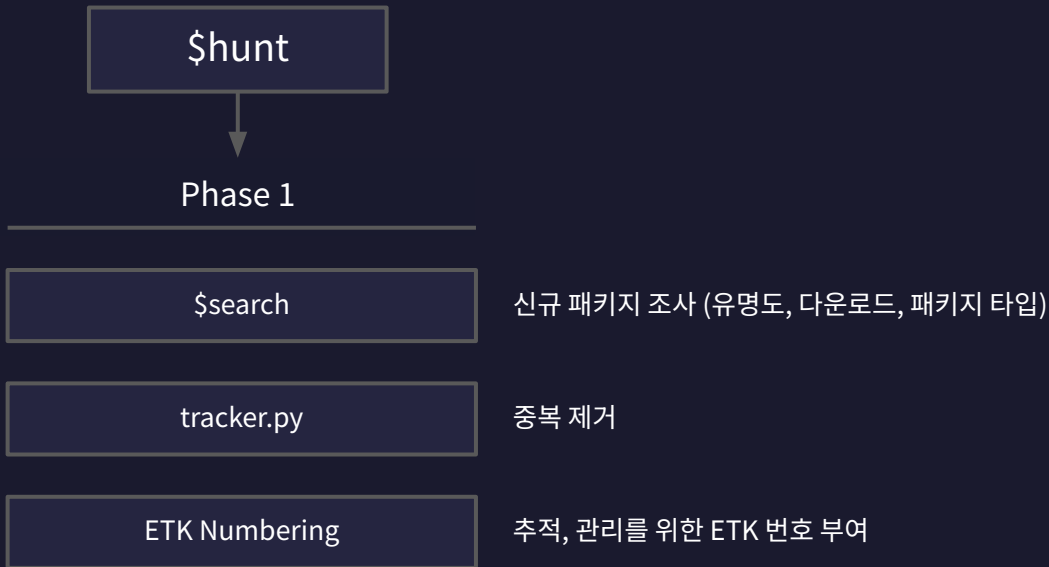 $hunt
Phase 1
$search
신규 패키지 조사 (유명도, 다운로드, 패키지 타입)
tracker.py
중복 제거
ETK Numbering
추적, 관리를 위한 ETK 번호 부여